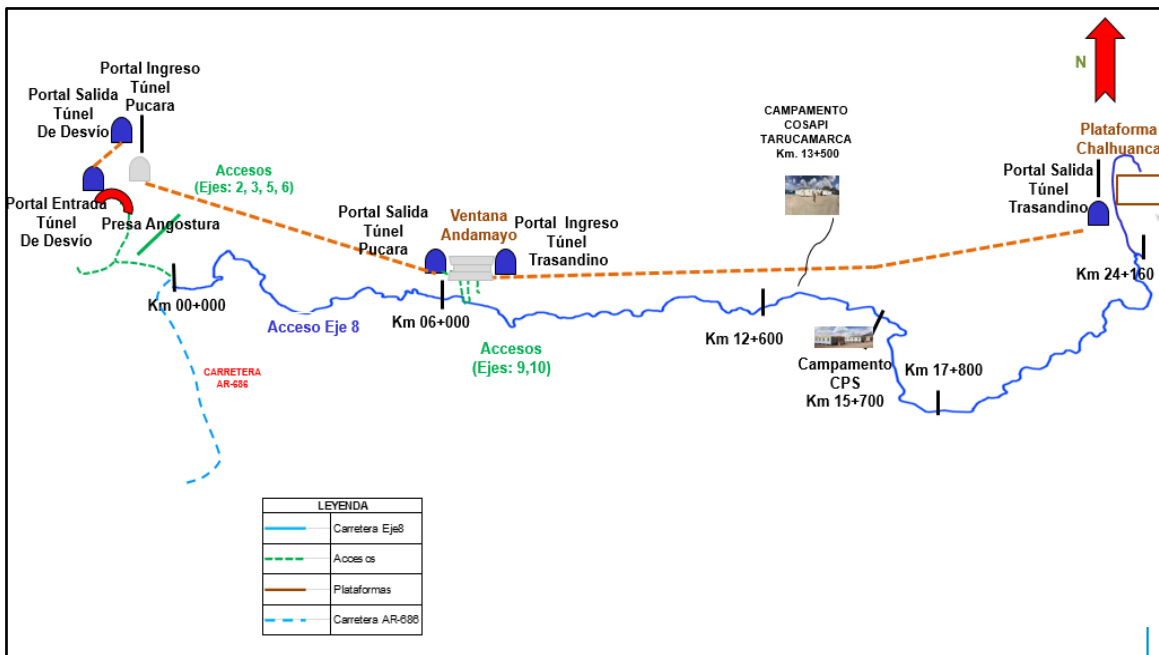 Portal Ingreso
Túnel
Pucara
Portal Salida
Túnel
De Desvío
N
CAMPAMENTO
COSAPI
TARUCAMARCA
Km. 13+500
Plataforma
Chalhuanca
Portal Salida
Túnel
Trasandino
Accesos
(Ejes: 2, 3, 5, 6)
Portal Entrada
Túnel
De Desvío
Presa Angostura
Portal Salida
Túnel
Pucara
Ventana
Andamayo
Portal Ingreso
Túnel
Trasandino
Km 24+160
Km 00+000
Acceso Eje 8
Km 06+000
Km 12+600
Accesos
(Ejes: 9,10)
CARRETERA
AR-686
Campamento
CPS
Km 15+700
Km 17+800
LEYENDA
Carretera Eje8
Accesos
Plataformas
Carretera AR-686